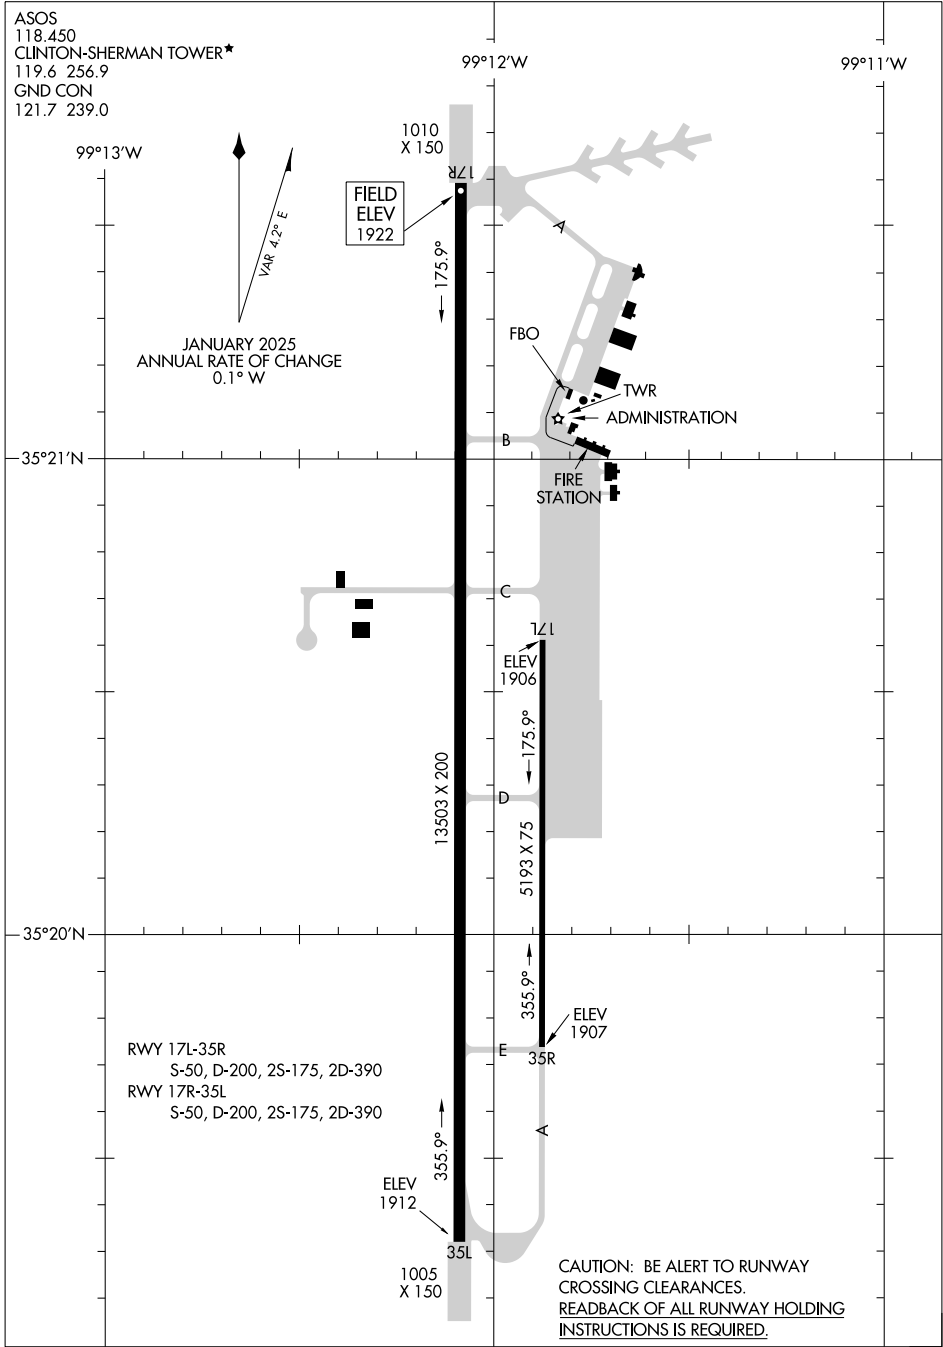 ASOS
118.450
CLINTON-SHERMAN TOWER★
119.6 256.9
GND CON
121.7 239.0
99°12'W
99°11'W
99°13'W
1010
X 150
17R
FIELD
ELEV
1922
VAR 4.2° E
175.9°
A
JANUARY 2025
ANNUAL RATE OF CHANGE
0.1° W
FBO
TWR
ADMINISTRATION
B
35°21'N
FIRE
STATION
C
17L
ELEV
1906
175.9°
13503 X 200
D
5193 X 75
35°20'N
355.9°
ELEV
1907
E
35R
RWY 17L-35R
S-50, D-200, 2S-175, 2D-390
RWY 17R-35L
S-50, D-200, 2S-175, 2D-390
355.9°
A
ELEV
1912
35L
1005
X 150
CAUTION: BE ALERT TO RUNWAY
CROSSING CLEARANCES.
READBACK OF ALL RUNWAY HOLDING
INSTRUCTIONS IS REQUIRED.